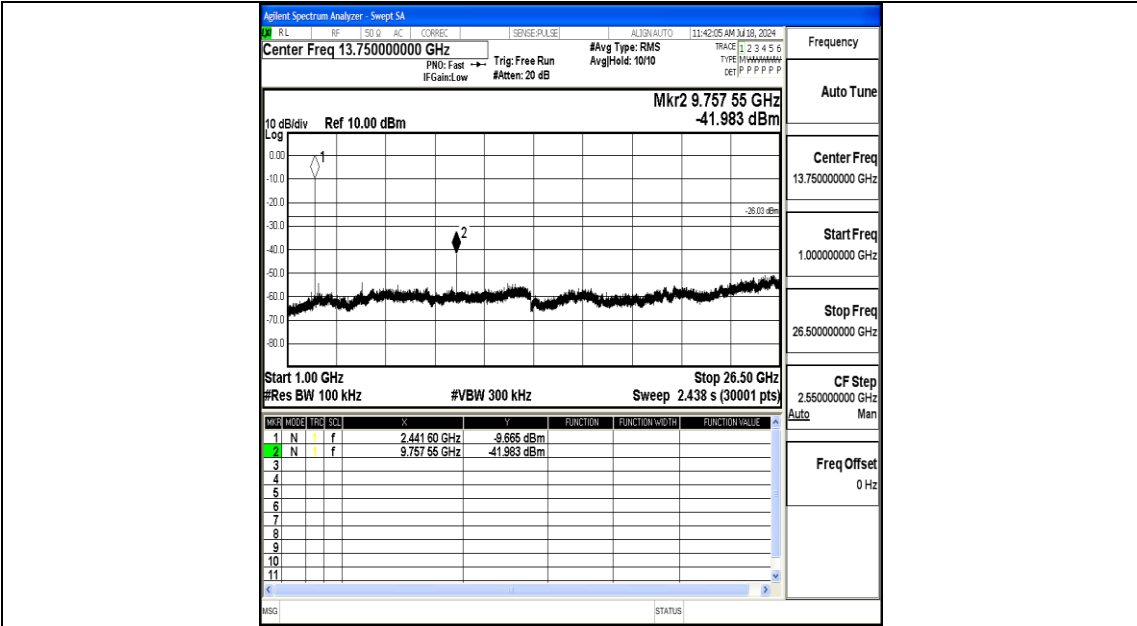 Agilent Spectrum Analyzer - Swept SA
RL RF 50 Ω AC CORREC SENSE:PULSE ALIGN AUTO 11:42:05 AM Jul 18, 2024
Center Freq 13.750000000 GHz
PNO: Fast
IFGain:Low
Trig: Free Run
#Atten: 20 dB
#Avg Type: RMS
Avg|Hold: 10/10
TRACE 1 2 3 4 5 6
TYPE MWWWWW
DET P P P P P P
Mkr2 9.757 55 GHz
-41.983 dBm
10 dB/div Ref 10.00 dBm
Log
0.00
-10.0
-20.0
-30.0
-40.0
-50.0
-60.0
-70.0
-80.0
1
2
-26.03 dBm
Start 1.00 GHz Stop 26.50 GHz
#Res BW 100 kHz #VBW 300 kHz Sweep 2.438 s (30001 pts)
MKR MODE TRC SCL X Y FUNCTION FUNCTION WIDTH FUNCTION VALUE
1 N 1 f 2.441 60 GHz -9.665 dBm
2 N 1 f 9.757 55 GHz -41.983 dBm
3
4
5
6
7
8
9
10
11
MSG STATUS
Frequency
Auto Tune
Center Freq
13.750000000 GHz
Start Freq
1.000000000 GHz
Stop Freq
26.500000000 GHz
CF Step
2.550000000 GHz
Auto Man
Freq Offset
0 Hz